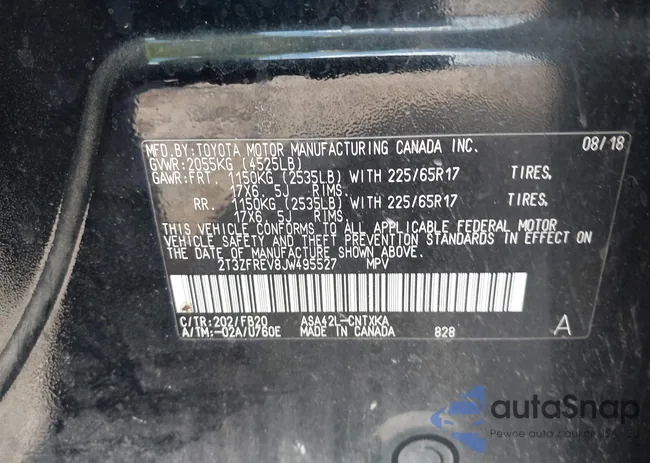 MFD.BY:TOYOTA MOTOR MANUFACTURING CANADA INC. 08/18
GVWR:2055KG (4525LB)
GAWR:FRT. 1150KG (2535LB) WITH 225/65R17 TIRES,
17X6. 5J RIMS.
RR. 1150KG (2535LB) WITH 225/65R17 TIRES,
17X6. 5J RIMS.
THIS VEHICLE CONFORMS TO ALL APPLICABLE FEDERAL MOTOR
VEHICLE SAFETY AND THEFT PREVENTION STANDARDS IN EFFECT ON
THE DATE OF MANUFACTURE SHOWN ABOVE.
2T3ZFREV8JW495527 MPV
C/TR:202/FB20 ASA42L-CNTXKA
A/TM:-02A/U760E MADE IN CANADA 828 A
autaSnap
Pewne auto z